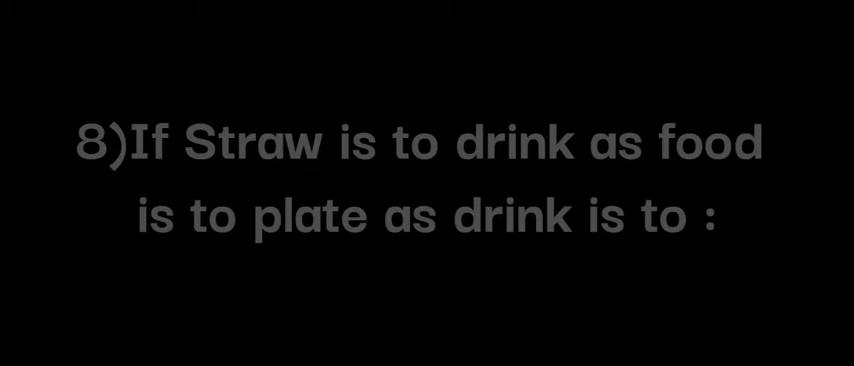 8)If Straw is to drink as food
is to plate as drink is to :